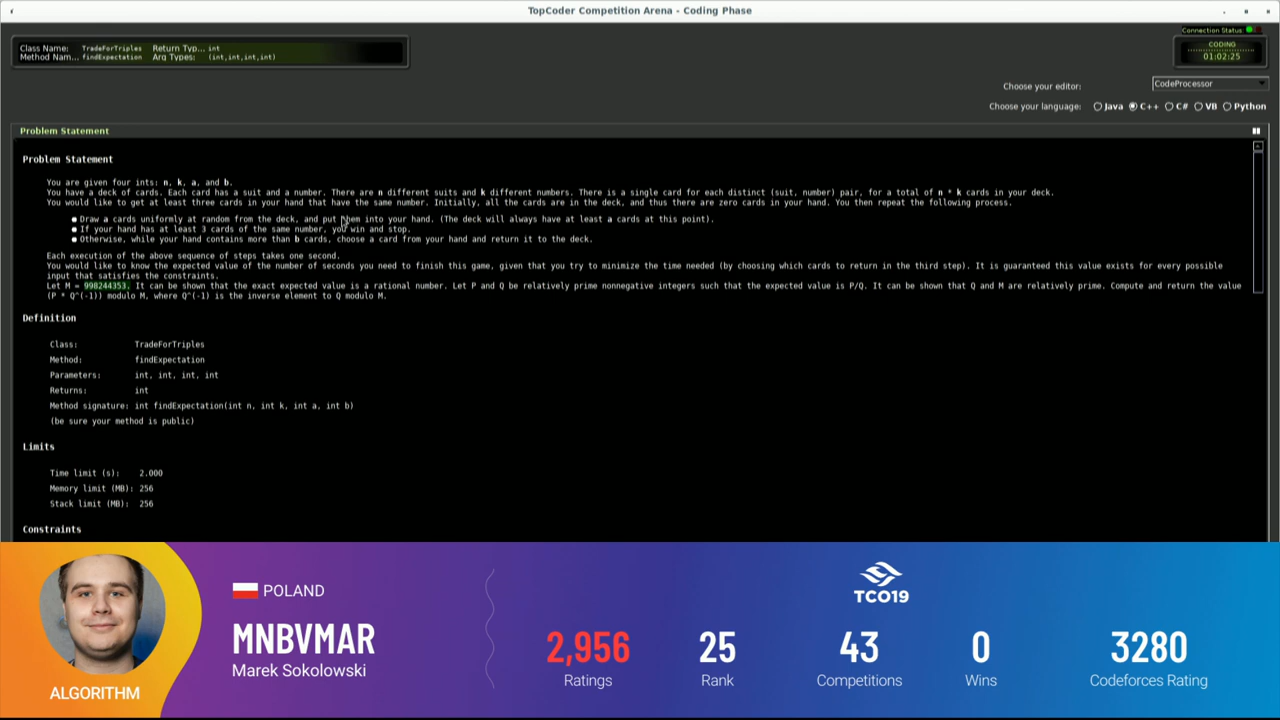 TopCoder Competition Arena - Coding Phase
Connection Status:
Class Name: TradeForTriples Return Typ... int
Method Nam... findExpectation Arg Types: (int,int,int,int)
CODING
01:02:25
Choose your editor: CodeProcessor
Choose your language: Java C++ C# VB Python
Problem Statement
Problem Statement
You are given four ints: n, k, a, and b.
You have a deck of cards. Each card has a suit and a number. There are n different suits and k different numbers. There is a single card for each distinct (suit, number) pair, for a total of n * k cards in your deck.
You would like to get at least three cards in your hand that have the same number. Initially, all the cards are in the deck, and thus there are zero cards in your hand. You then repeat the following process.
● Draw a cards uniformly at random from the deck, and put them into your hand. (The deck will always have at least a cards at this point).
● If your hand has at least 3 cards of the same number, you win and stop.
● Otherwise, while your hand contains more than b cards, choose a card from your hand and return it to the deck.
Each execution of the above sequence of steps takes one second.
You would like to know the expected value of the number of seconds you need to finish this game, given that you try to minimize the time needed (by choosing which cards to return in the third step). It is guaranteed this value exists for every possible
input that satisfies the constraints.
Let M = 998244353. It can be shown that the exact expected value is a rational number. Let P and Q be relatively prime nonnegative integers such that the expected value is P/Q. It can be shown that Q and M are relatively prime. Compute and return the value
(P * Q^(-1)) modulo M, where Q^(-1) is the inverse element to Q modulo M.
Definition
Class: TradeForTriples
Method: findExpectation
Parameters: int, int, int, int
Returns: int
Method signature: int findExpectation(int n, int k, int a, int b)
(be sure your method is public)
Limits
Time limit (s): 2.000
Memory limit (MB): 256
Stack limit (MB): 256
Constraints
ALGORITHM
POLAND
MNBVMAR
Marek Sokolowski
TCO19
2,956
Ratings
25
Rank
43
Competitions
0
Wins
3280
Codeforces Rating